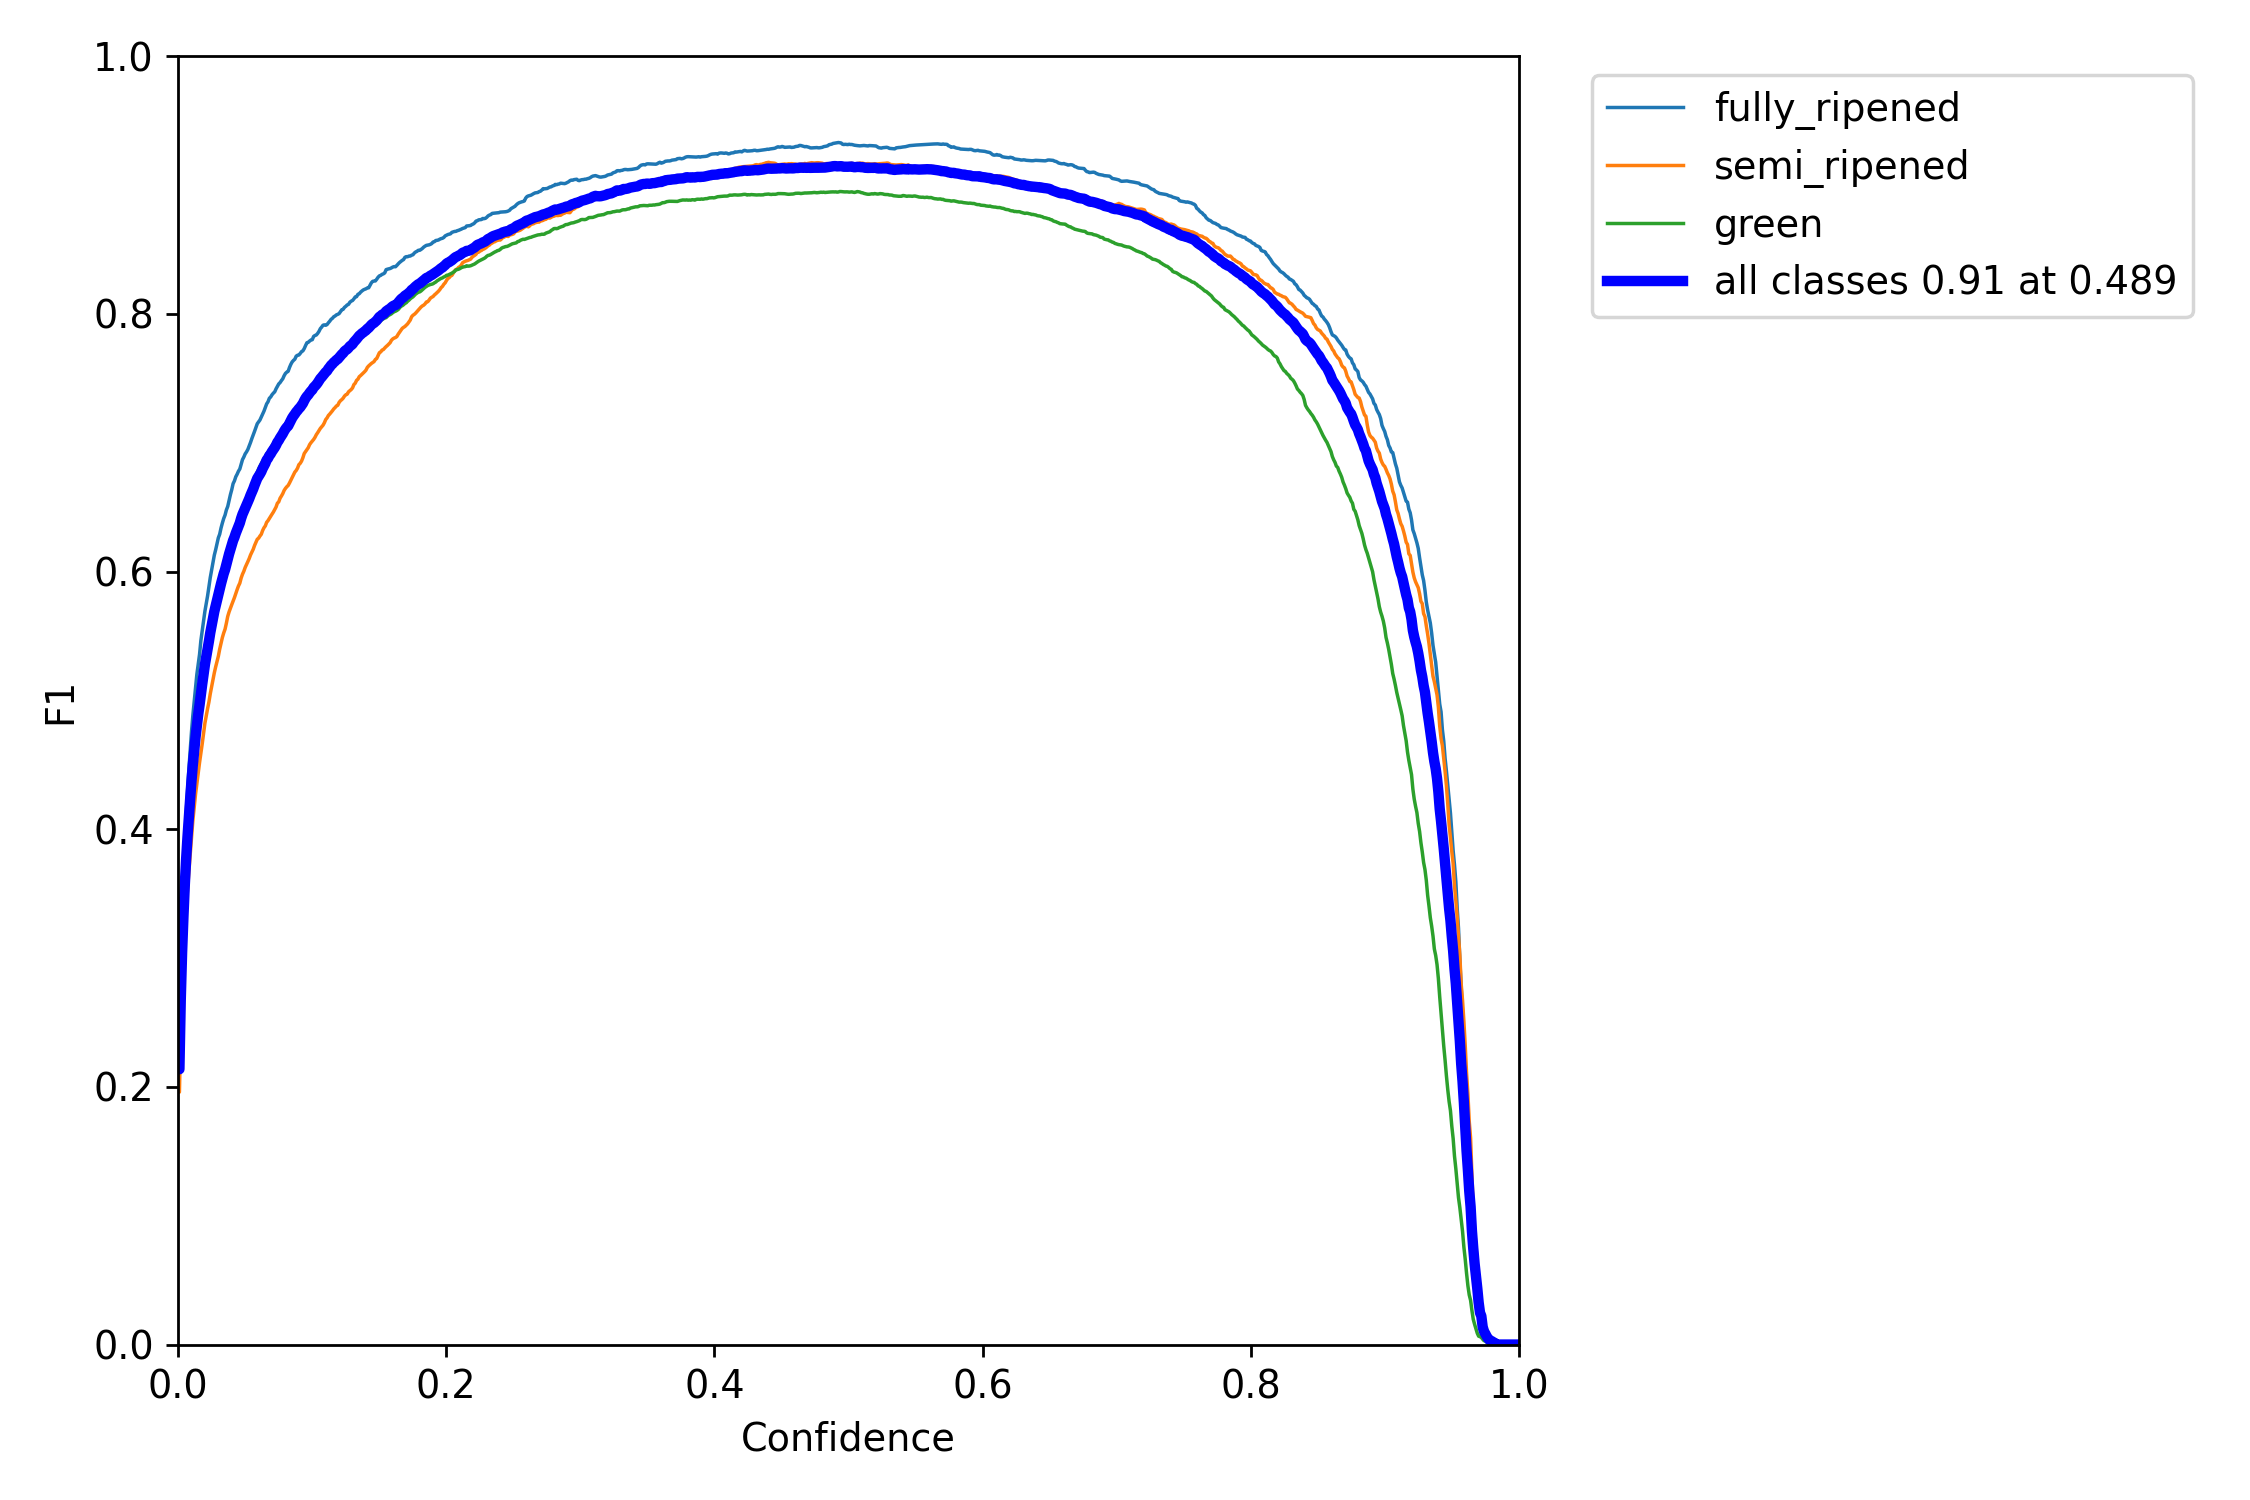 1.0
0.8
0.6
0.4
0.2
0.0
F1
0.0 0.2 0.4 0.6 0.8 1.0
Confidence
fully_ripened
semi_ripened
green
all classes 0.91 at 0.489